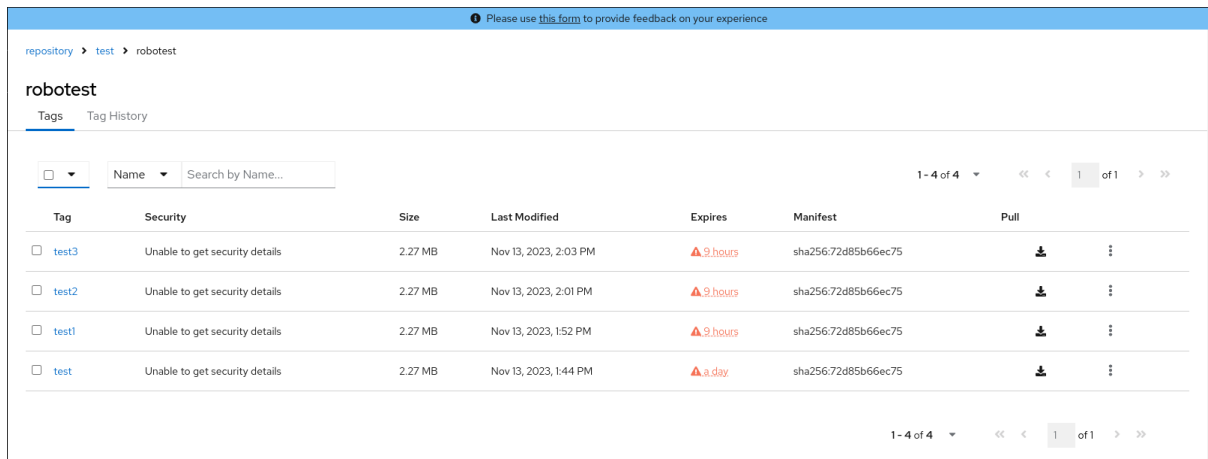 Please use this form to provide feedback on your experience
repository > test > robotest
robotest
Tags Tag History
Name Search by Name... 1 - 4 of 4 1 of 1
Tag Security Size Last Modified Expires Manifest Pull
test3 Unable to get security details 2.27 MB Nov 13, 2023, 2:03 PM 9 hours sha256:72d85b66ec75
test2 Unable to get security details 2.27 MB Nov 13, 2023, 2:01 PM 9 hours sha256:72d85b66ec75
test1 Unable to get security details 2.27 MB Nov 13, 2023, 1:52 PM 9 hours sha256:72d85b66ec75
test Unable to get security details 2.27 MB Nov 13, 2023, 1:44 PM a day sha256:72d85b66ec75
1 - 4 of 4 1 of 1